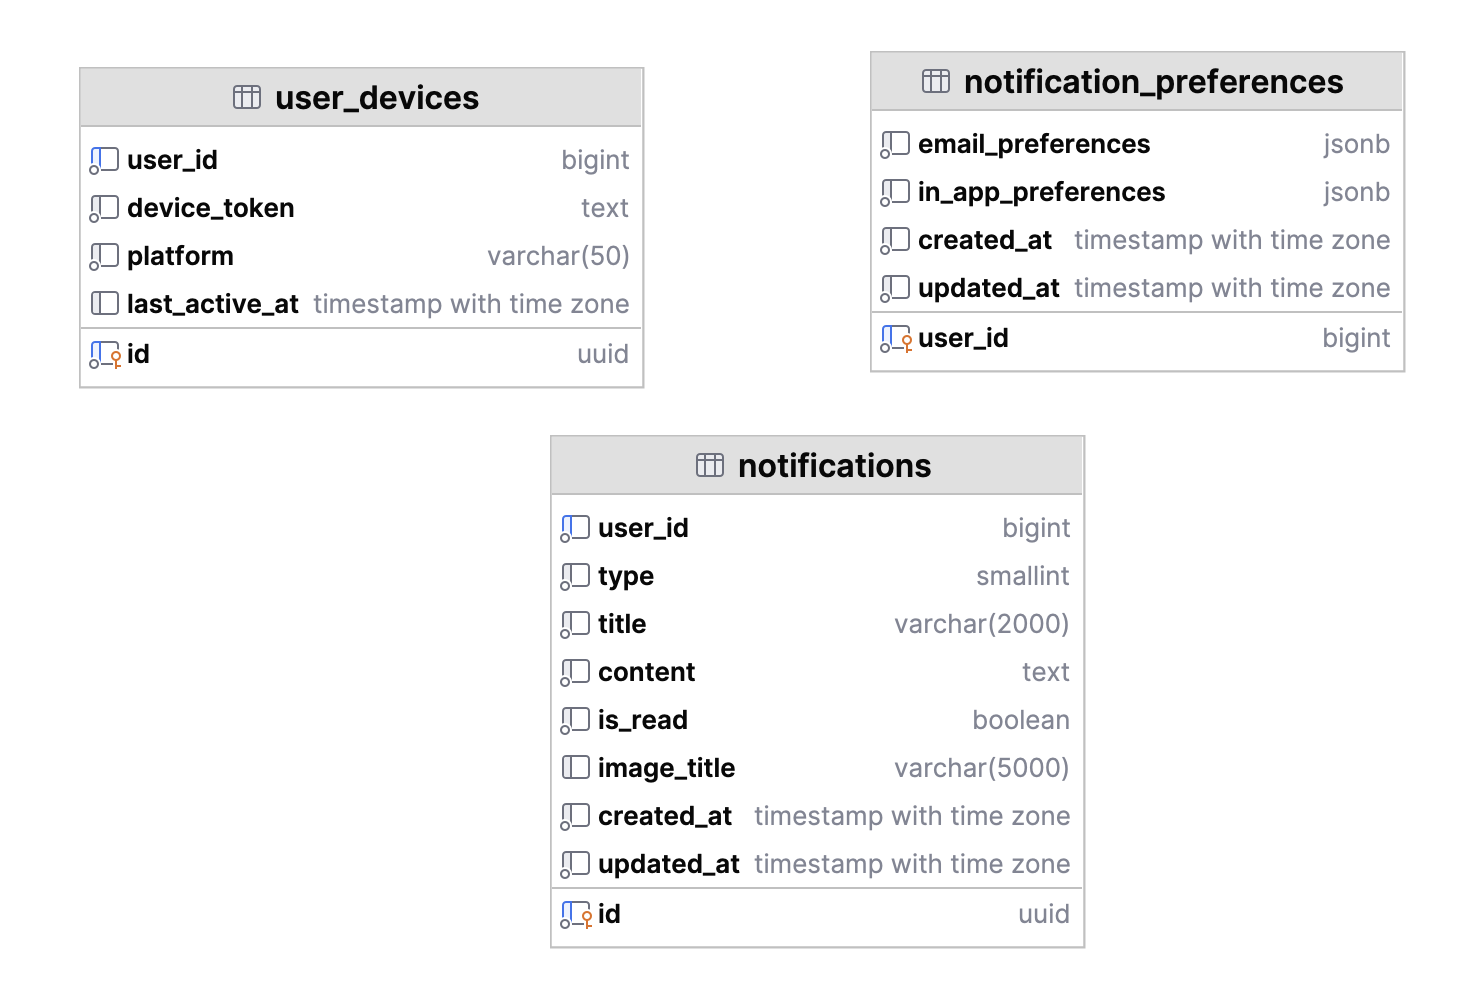 user_devices
user_id bigint
device_token text
platform varchar(50)
last_active_at timestamp with time zone
id uuid
notification_preferences
email_preferences jsonb
in_app_preferences jsonb
created_at timestamp with time zone
updated_at timestamp with time zone
user_id bigint
notifications
user_id bigint
type smallint
title varchar(2000)
content text
is_read boolean
image_title varchar(5000)
created_at timestamp with time zone
updated_at timestamp with time zone
id uuid